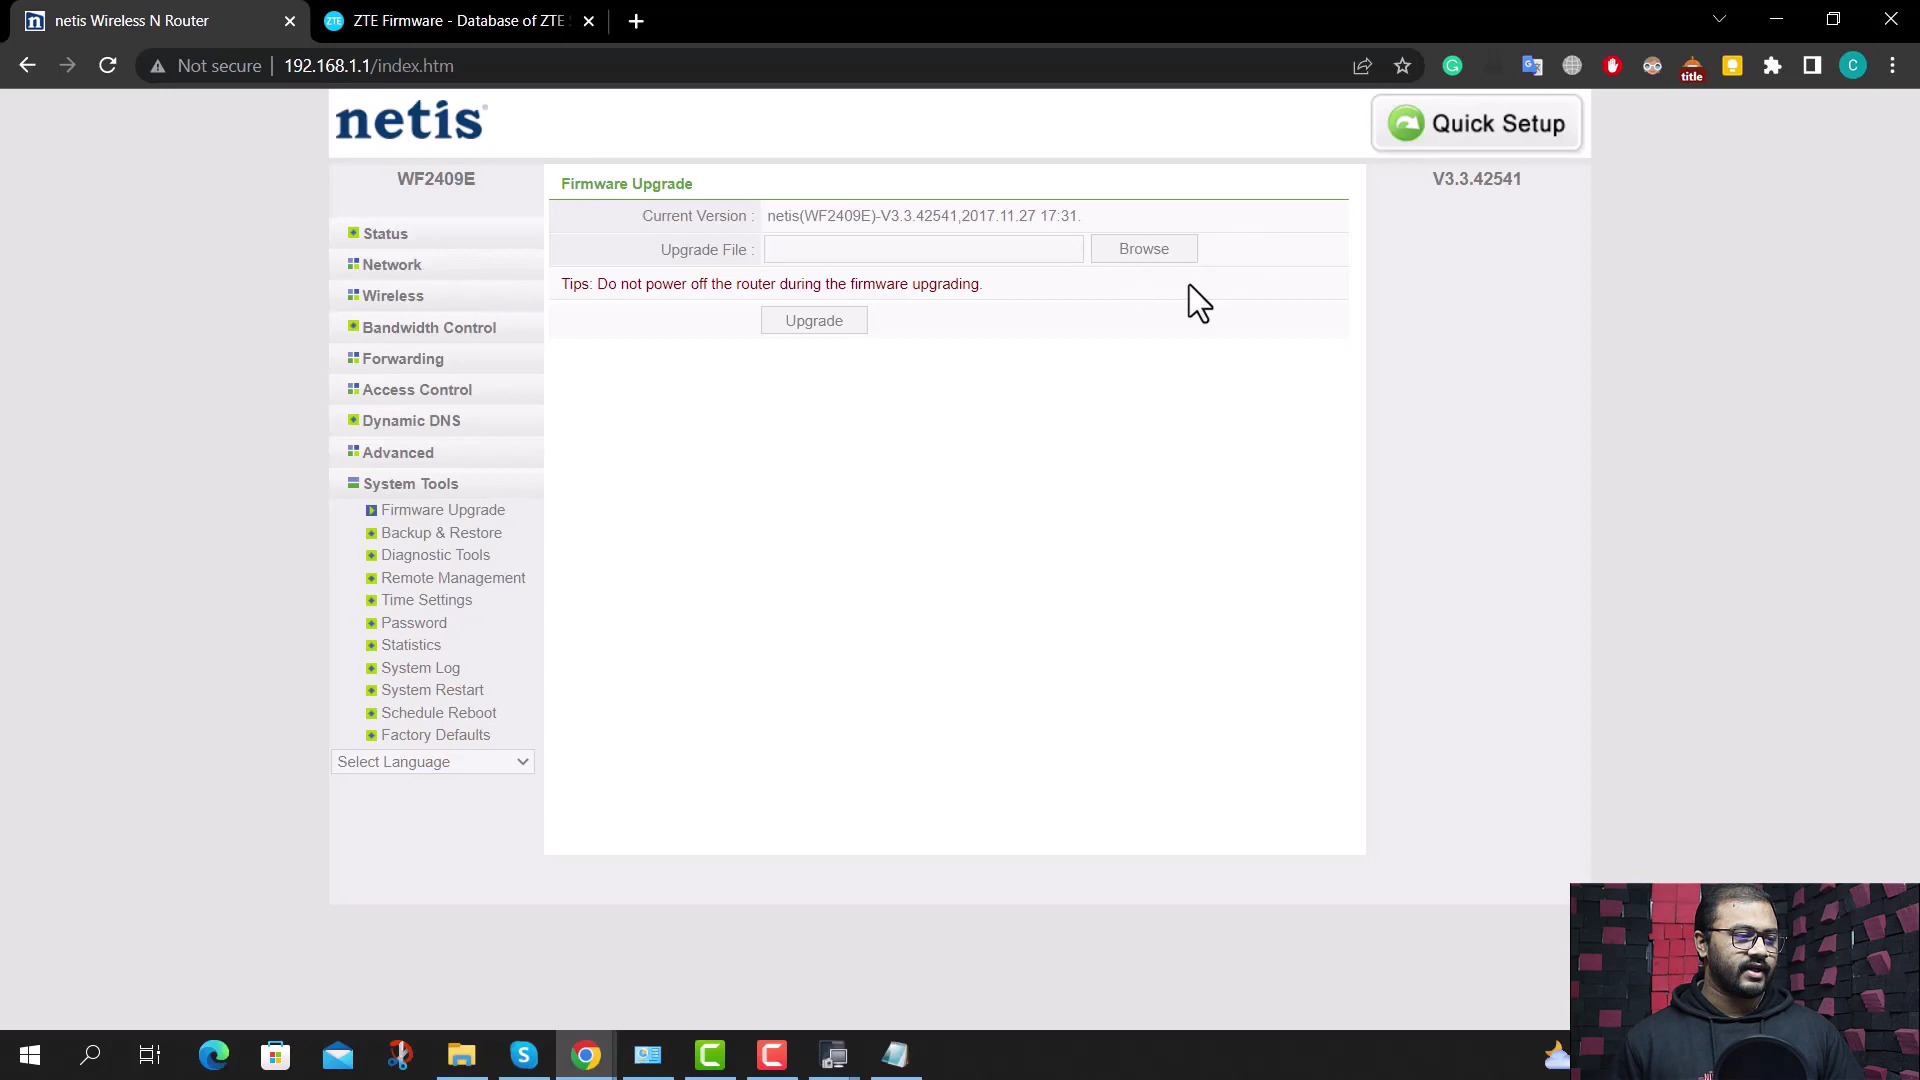 netis Wireless N Router
ZTE Firmware - Database of ZTE
Not secure
192.168.1.1/index.htm
title
C
netis
Quick Setup
WF2409E
V3.3.42541
Firmware Upgrade
Current Version :
netis(WF2409E)-V3.3.42541,2017.11.27 17:31.
Upgrade File :
Browse
Tips: Do not power off the router during the firmware upgrading.
Upgrade
Status
Network
Wireless
Bandwidth Control
Forwarding
Access Control
Dynamic DNS
Advanced
System Tools
Firmware Upgrade
Backup & Restore
Diagnostic Tools
Remote Management
Time Settings
Password
Statistics
System Log
System Restart
Schedule Reboot
Factory Defaults
Select Language